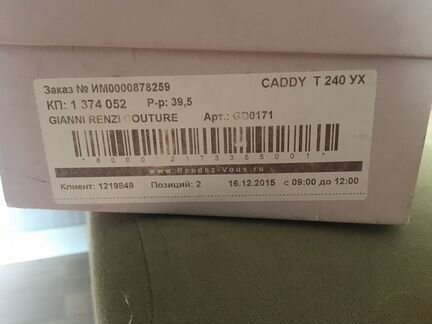 Заказ № ИМ0000878259 CADDY T 240 УХ
КП: 1 374 052 Р-р: 39,5
GIANNI RENZI COUTURE Арт.: GD0171
*80002173355001*
www.Rendez-Vous.ru
Клиент: 1219849 Позиций: 2 16.12.2015 с 09:00 до 12:00